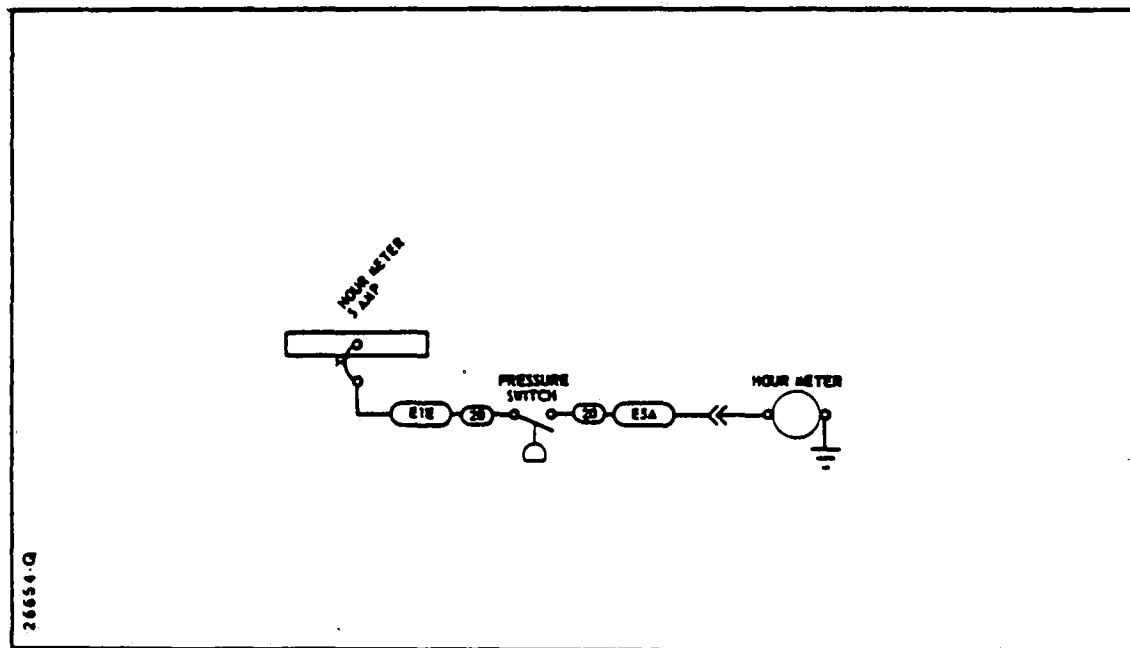 HOUR METER
5 AMP
PRESSURE
SWITCH
HOUR METER
E1E
20
20
E5A
26654-Q